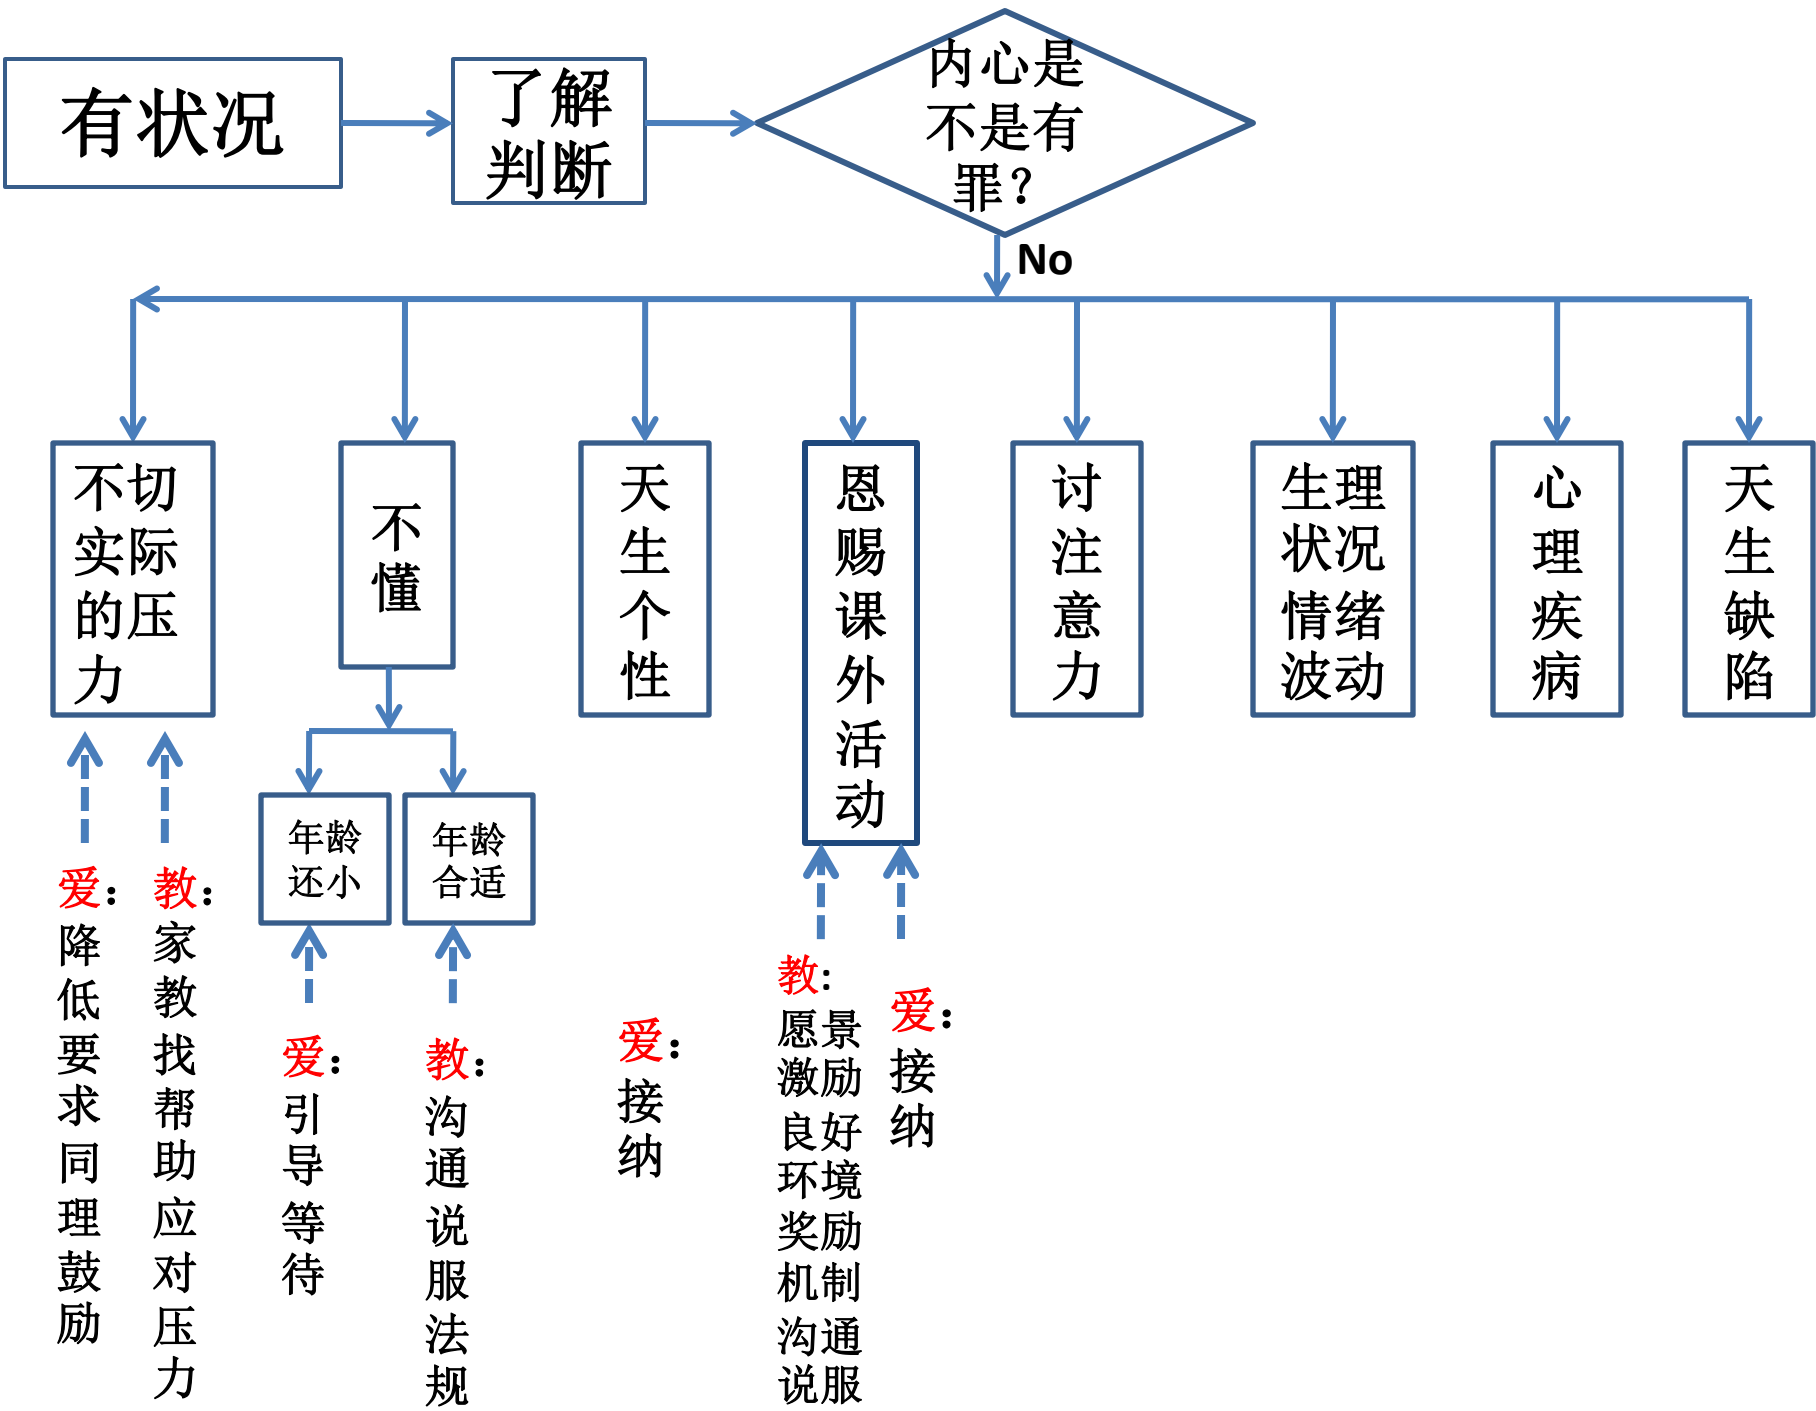 有状况
了解
判断
内心是
不是有
罪？
No
不切
实际
的压
力
不
懂
天
生
个
性
恩
赐
课
外
活
动
讨
注
意
力
生理
状况
情绪
波动
心
理
疾
病
天
生
缺
陷
年龄
还小
年龄
合适
爱：
降
低
要
求
同
理
鼓
励
教：
家
教
找
帮
助
应
对
压
力
爱：
引
导
等
待
教：
沟
通
说
服
法
规
爱：
接
纳
教：
愿景
激励
良好
环境
奖励
机制
沟通
说服
爱：
接
纳